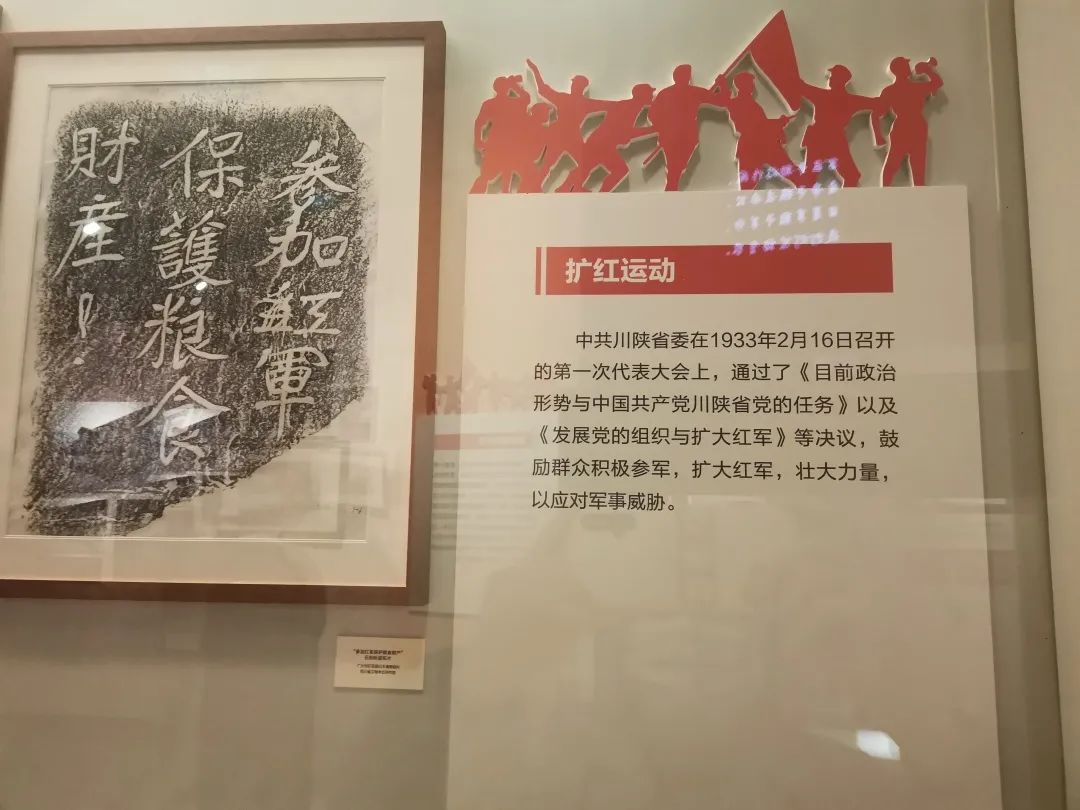 参加红軍
保護粮食
財産！
扩红运动
中共川陕省委在1933年2月16日召开
的第一次代表大会上，通过了《目前政治
形势与中国共产党川陕省党的任务》以及
《发展党的组织与扩大红军》等决议，鼓
励群众积极参军，扩大红军，壮大力量，
以应对军事威胁。